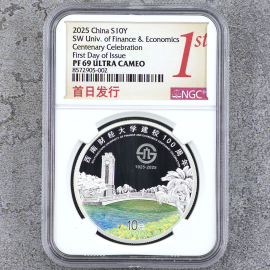 2025 China S10Y
SW Univ. of Finance & Economics
Centenary Celebration
First Day of Issue
PF 69 ULTRA CAMEO
8572905-002
首日发行
1st
NGC
西南财经大学建校100周年
1925-2025
10元